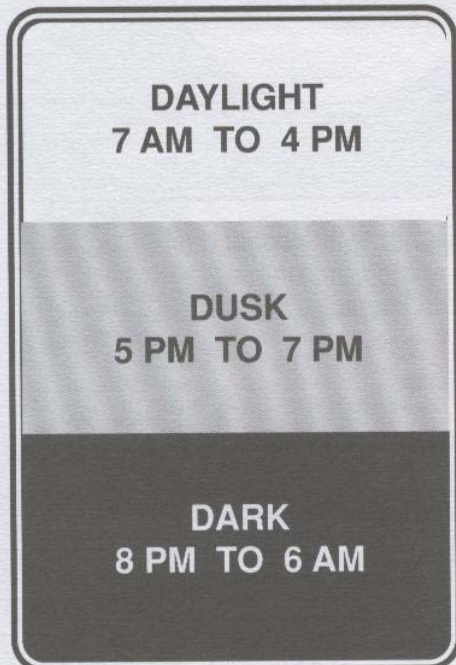 DAYLIGHT
7 AM TO 4 PM
DUSK
5 PM TO 7 PM
DARK
8 PM TO 6 AM